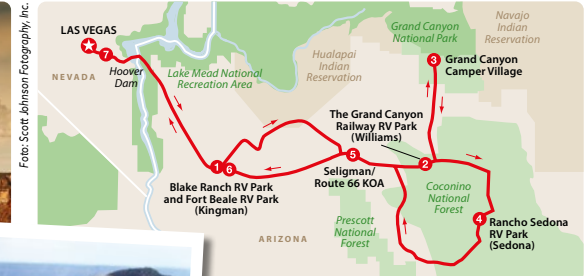 Foto: Scott Johnson Fotography, Inc.
LAS VEGAS
7
NEVADA
Hoover
Dam
Lake Mead National
Recreation Area
Hualapai
Indian
Reservation
Grand Canyon
National Park
Navajo
Indian
Reservation
3 Grand Canyon
Camper Village
The Grand Canyon
Railway RV Park
(Williams)
1 6
Blake Ranch RV Park
and Fort Beale RV Park
(Kingman)
5
Seligman/
Route 66 KOA
2
Coconino
National
Forest
Prescott
National
Forest
4 Rancho Sedona
RV Park
(Sedona)
ARIZONA